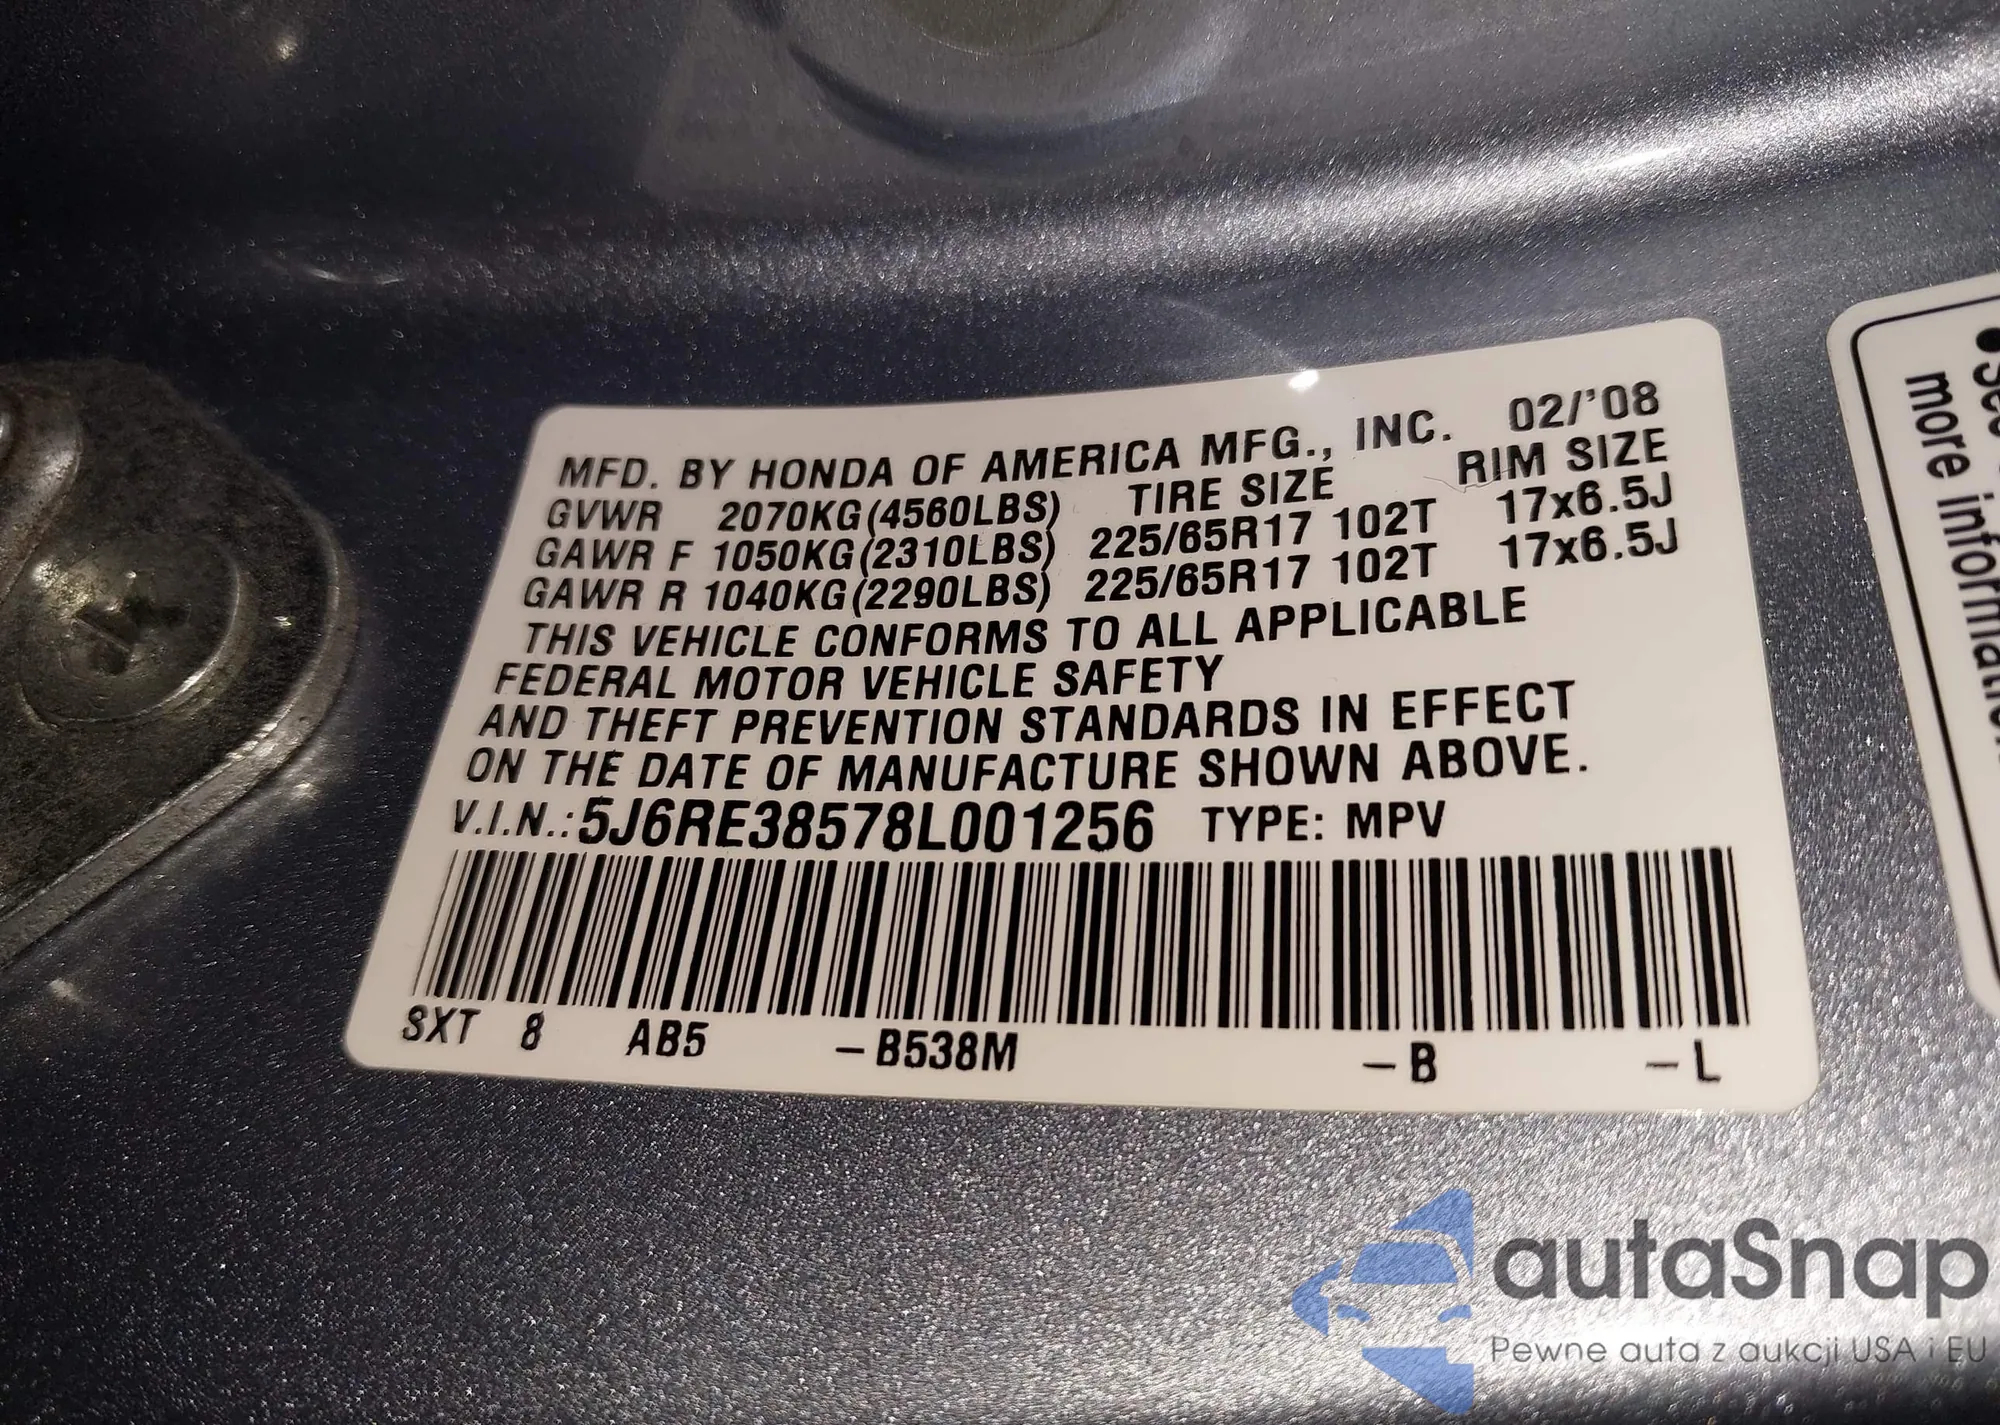 MFD. BY HONDA OF AMERICA MFG., INC. 02/'08
GVWR 2070KG(4560LBS) TIRE SIZE RIM SIZE
GAWR F 1050KG(2310LBS) 225/65R17 102T 17x6.5J
GAWR R 1040KG(2290LBS) 225/65R17 102T 17x6.5J
THIS VEHICLE CONFORMS TO ALL APPLICABLE
FEDERAL MOTOR VEHICLE SAFETY
AND THEFT PREVENTION STANDARDS IN EFFECT
ON THE DATE OF MANUFACTURE SHOWN ABOVE.
V.I.N.:5J6RE38578L001256 TYPE: MPV
SXT 8 AB5 -B538M -B -L
more
autaSnap
Pewne auta z aukcji USA i EU